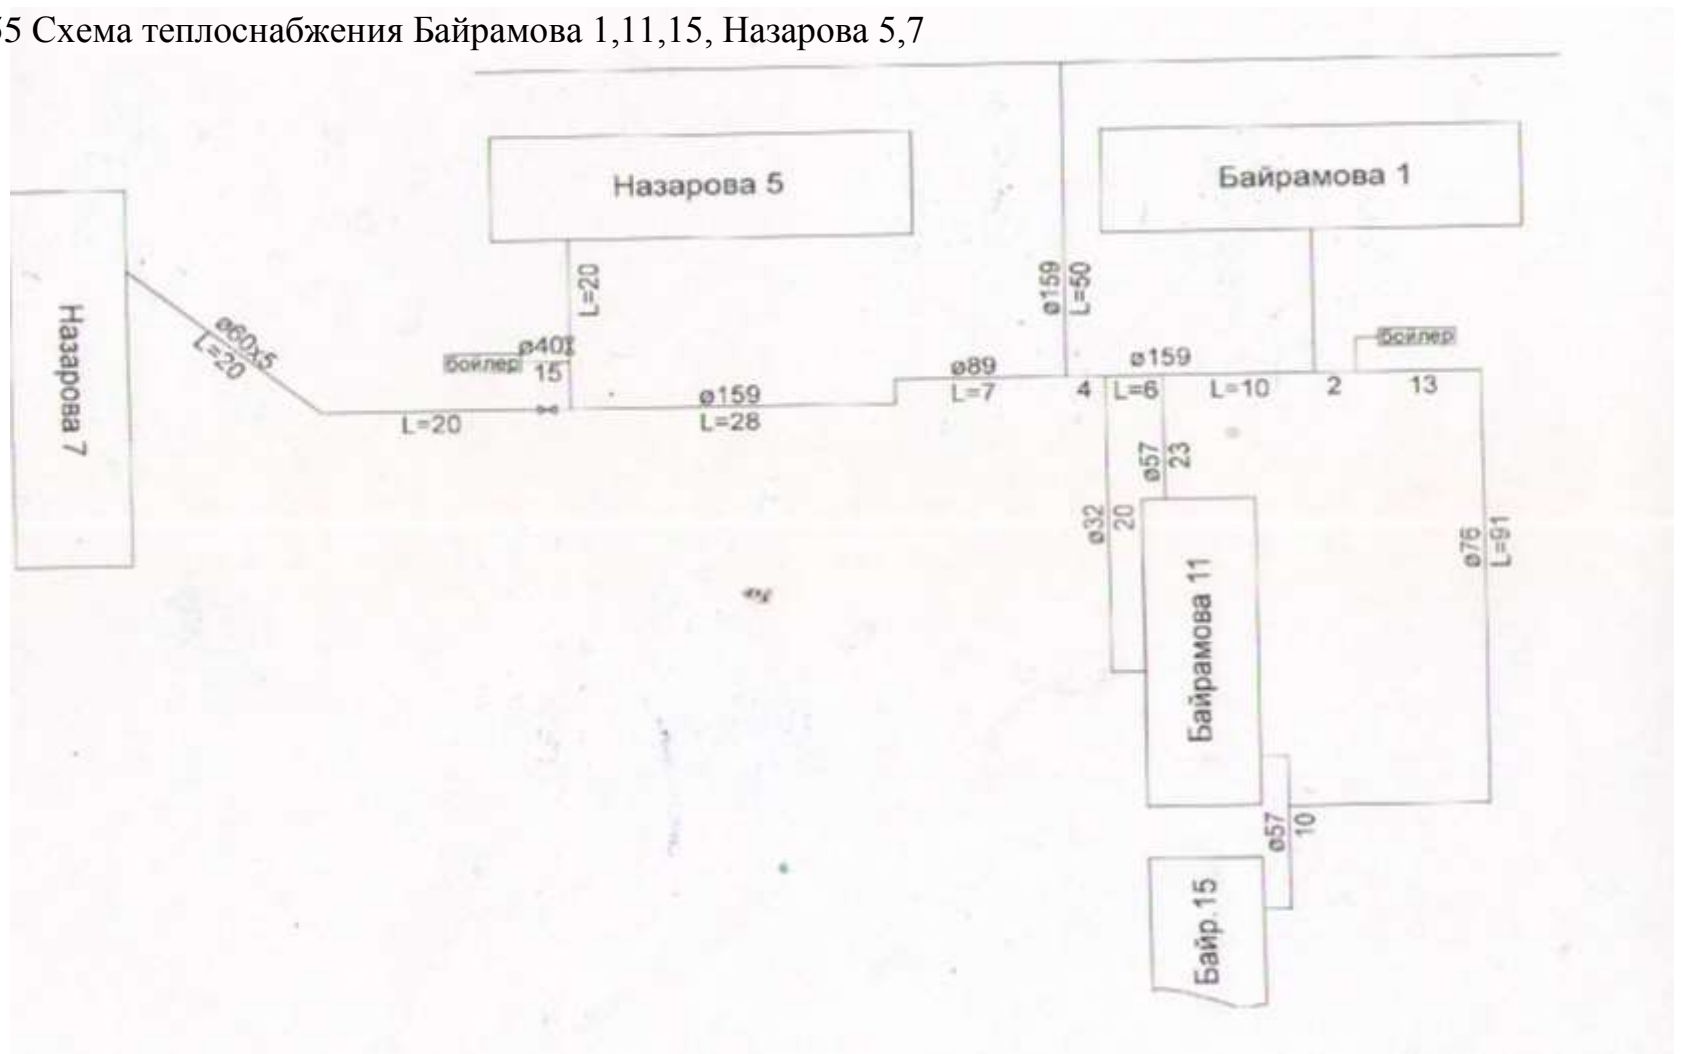 55 Схема теплоснабжения Байрамова 1,11,15, Назарова 5,7
Назарова 5
Байрамова 1
Назарова 7
ø60x5
L=20
L=20
бойлер
ø40
15
L=20
ø159
L=28
ø89
L=7
ø159
L=50
4
ø159
L=6
L=10
2
бойлер
13
ø57
23
ø32
20
ø76
L=91
Байрамова 11
ø57
10
Байр.15